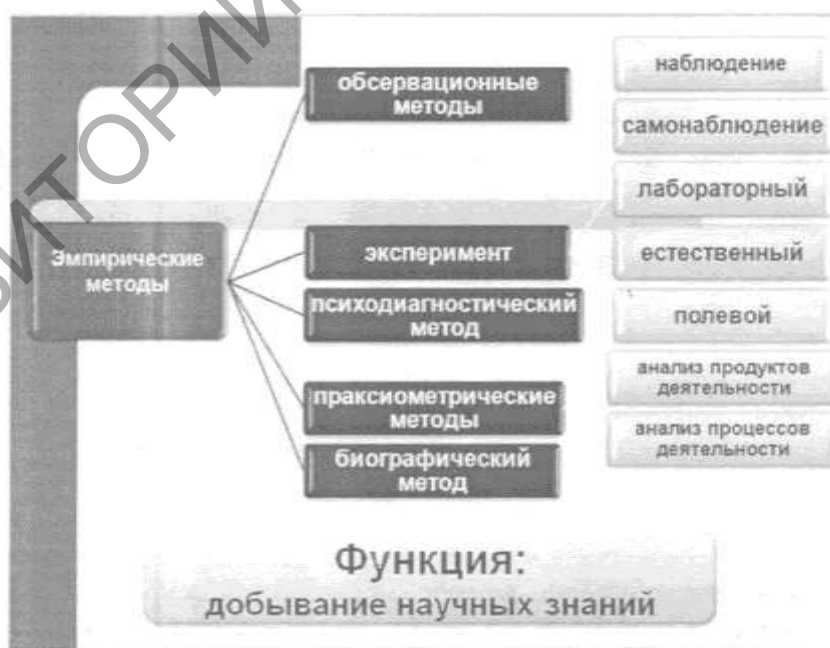 обсервационные
методы
наблюдение
самонаблюдение
лабораторный
Эмпирические
методы
эксперимент
естественный
психодиагностический
метод
полевой
праксиометрические
методы
анализ продуктов
деятельности
биографический
метод
анализ процессов
деятельности
Функция:
добывание научных знаний